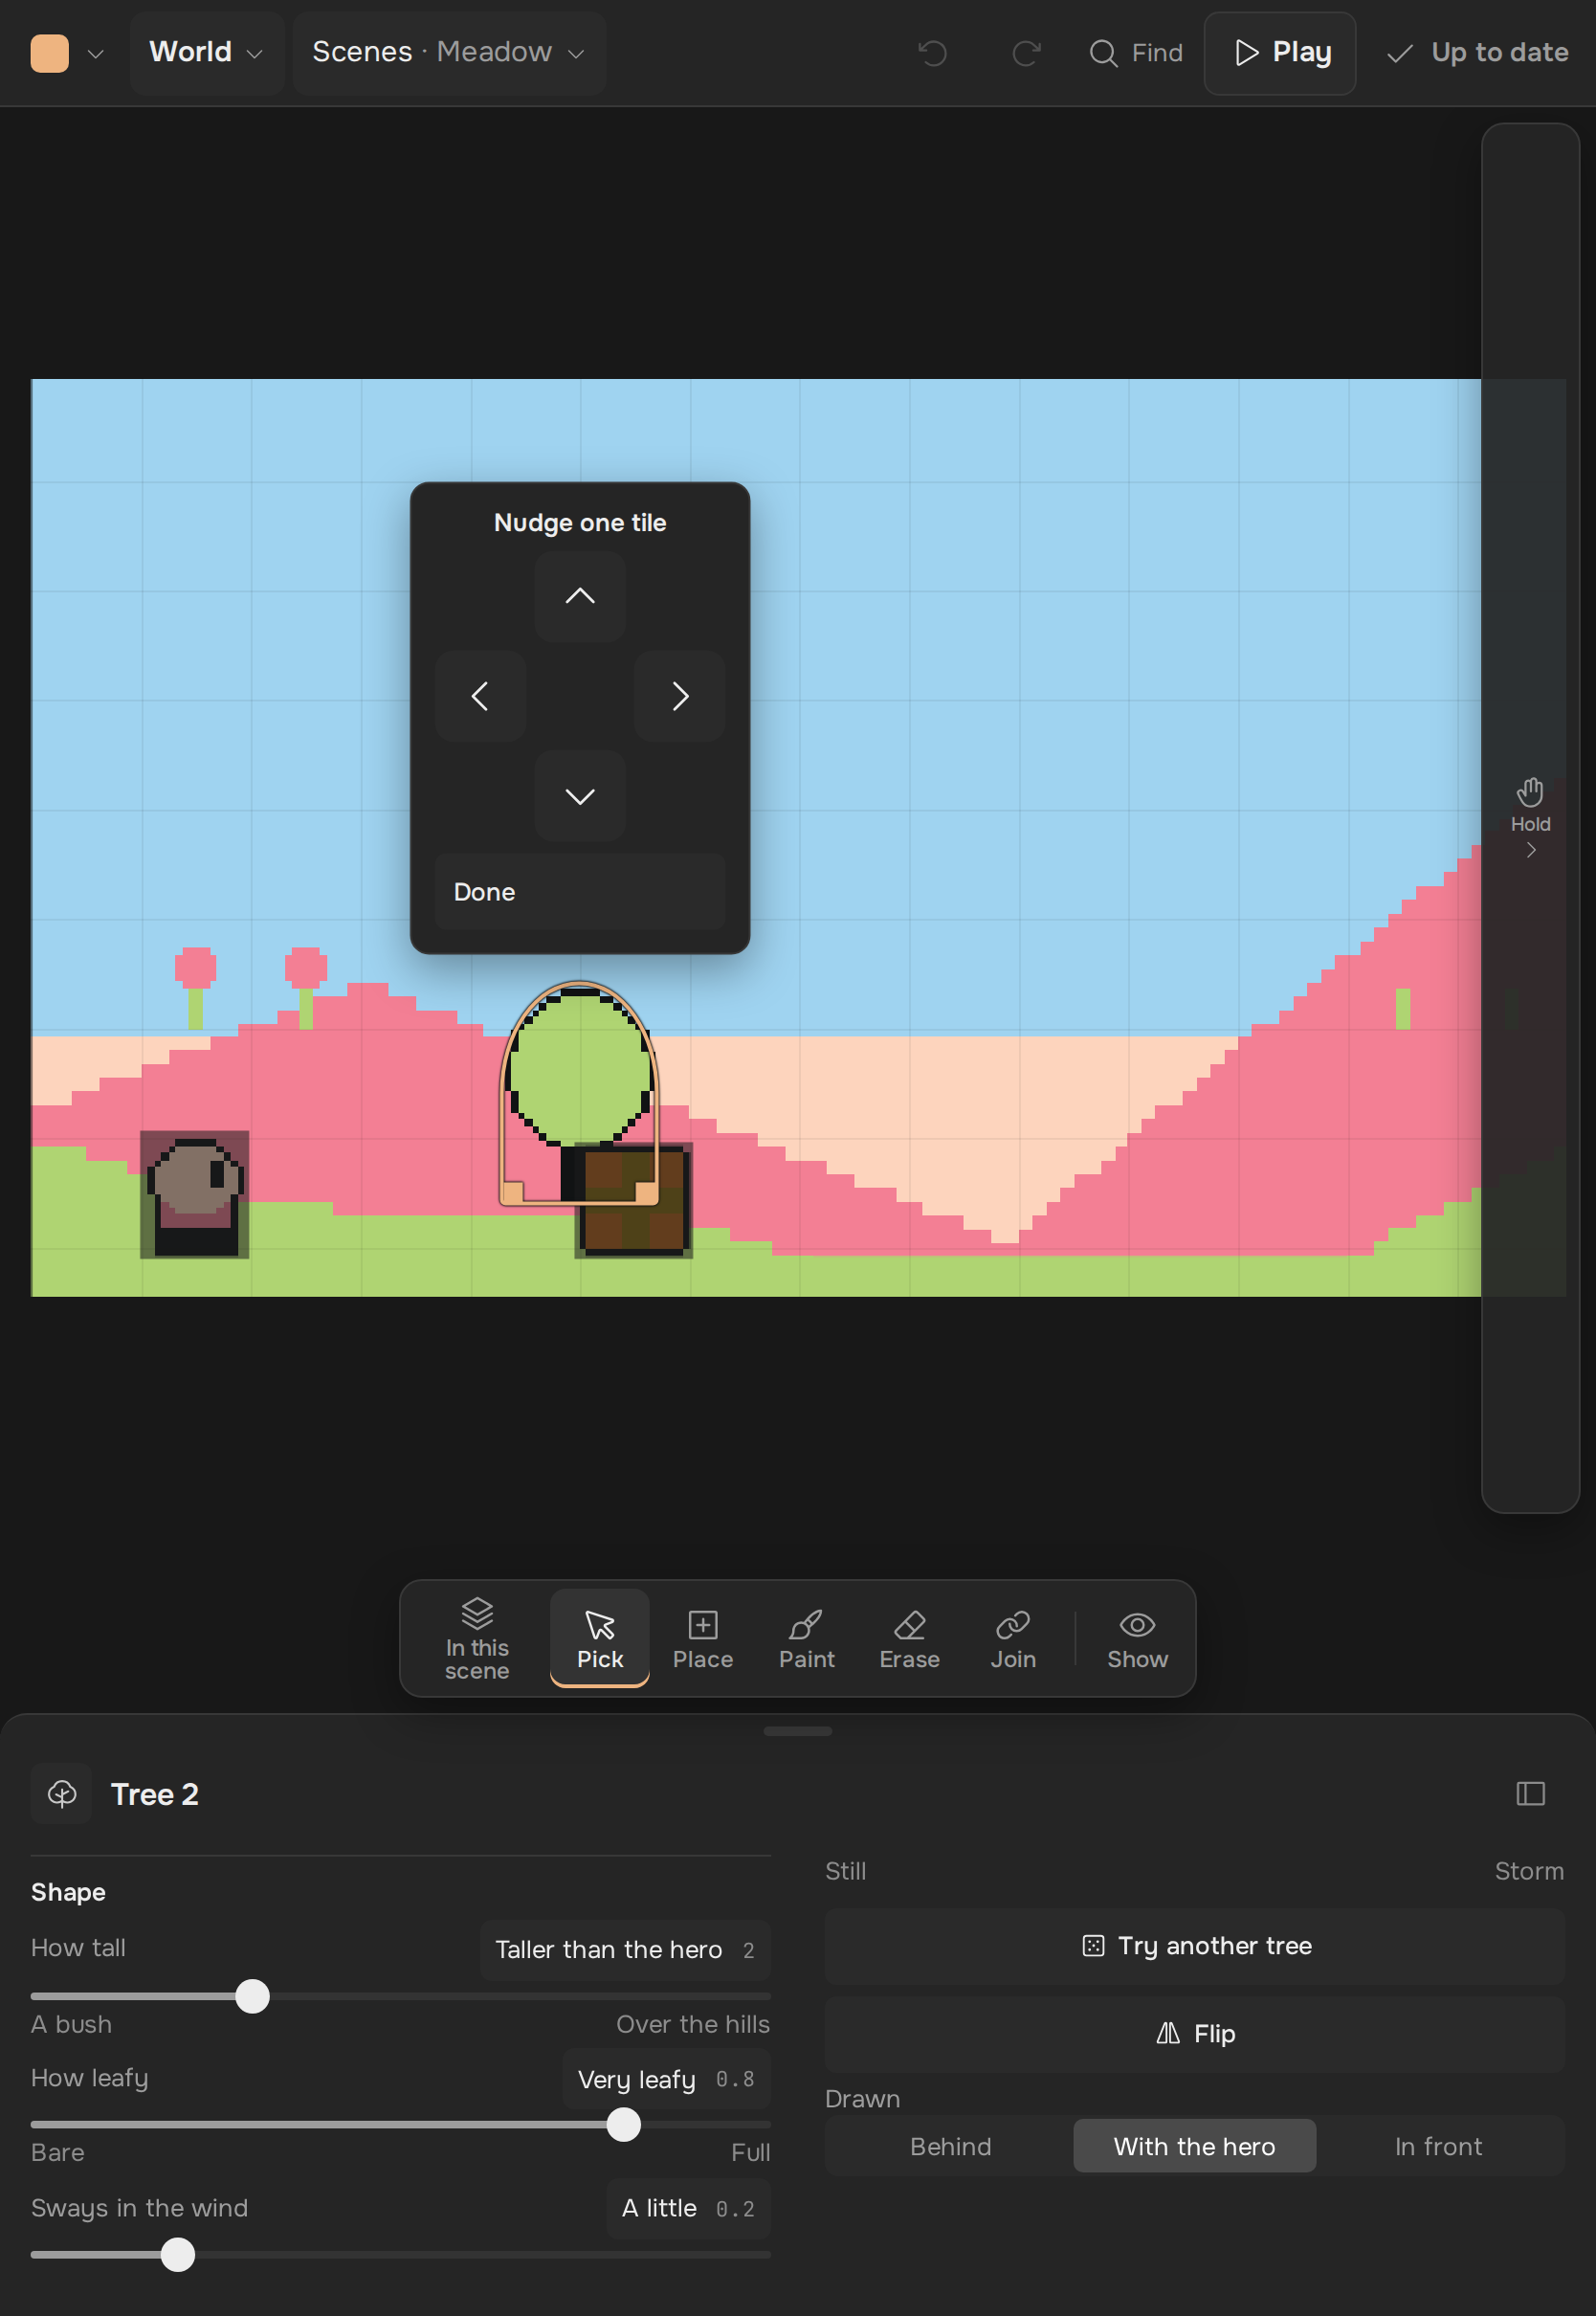 World
Scenes · Meadow
Find
Play
Up to date
Nudge one tile
Done
Hold
In this
scene
Pick
Place
Paint
Erase
Join
Show
Tree 2
Shape
How tall
Taller than the hero 2
A bush
Over the hills
How leafy
Very leafy 0.8
Bare
Full
Sways in the wind
A little 0.2
Still
Storm
Try another tree
Flip
Drawn
Behind
With the hero
In front